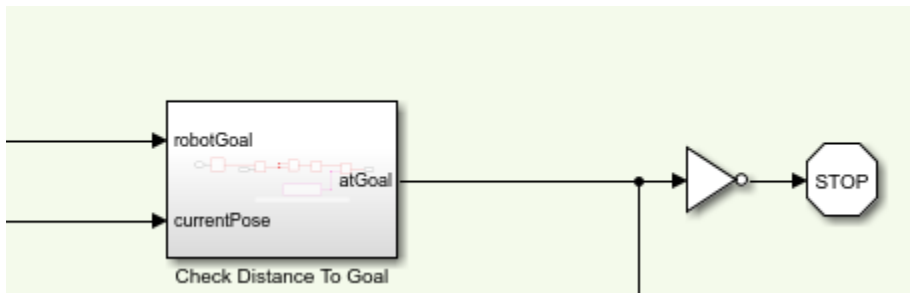 robotGoal
atGoal
currentPose
STOP
Check Distance To Goal